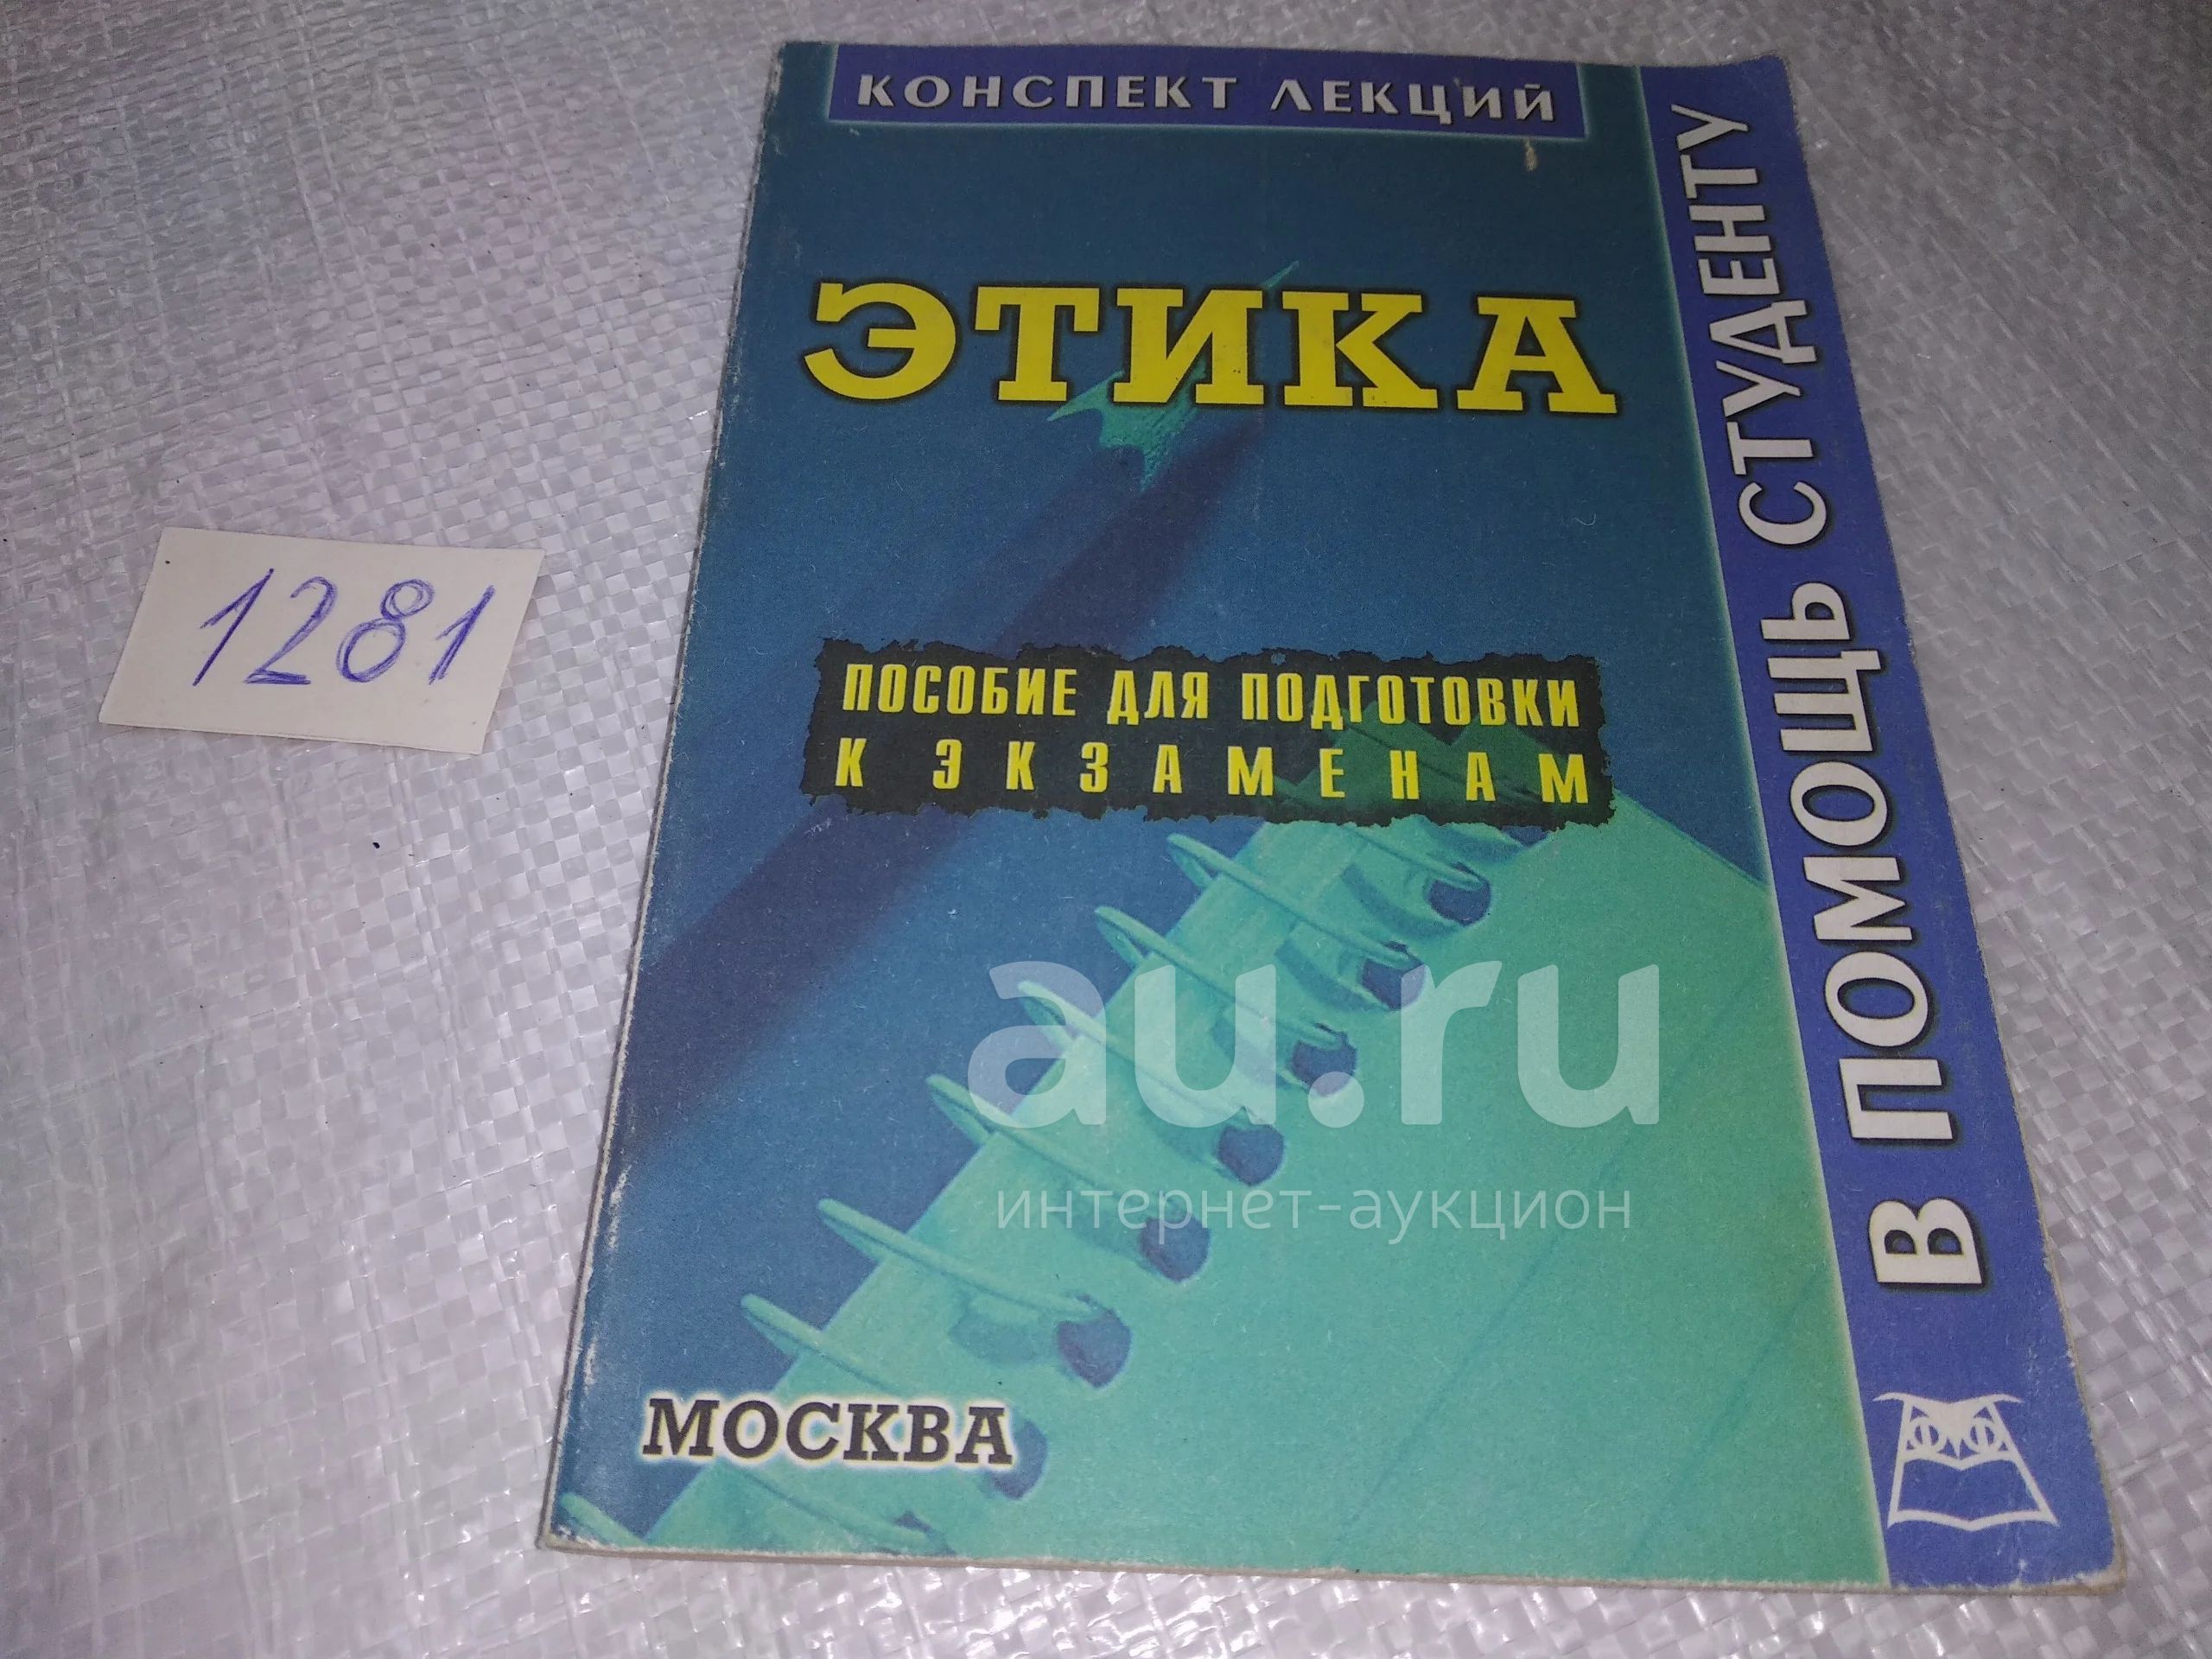 КОНСПЕКТ ЛЕКЦИЙ
ЭТИКА
ПОСОБИЕ ДЛЯ ПОДГОТОВКИ
К ЭКЗАМЕНАМ
МОСКВА
В ПОМОЩЬ СТУДЕНТУ
1281
au.ru
интернет-аукцион